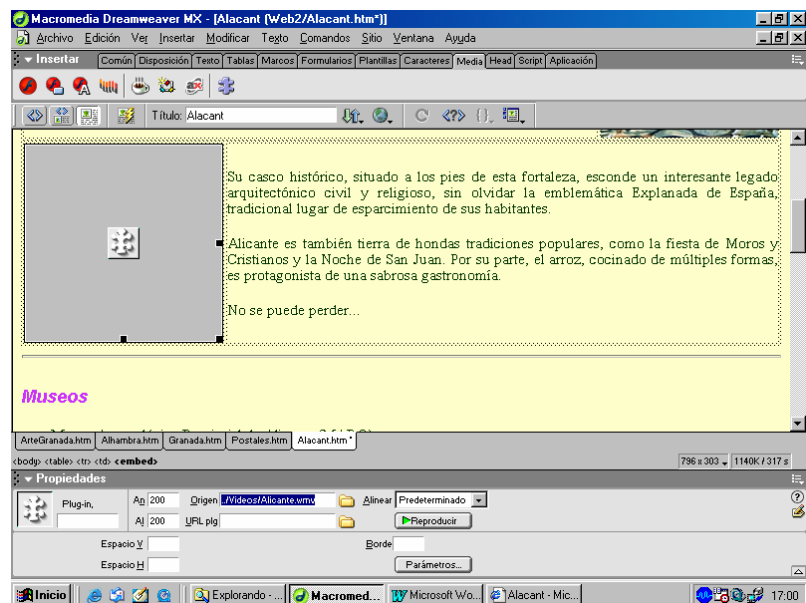 Macromedia Dreamweaver MX - [Alacant (Web2/Alacant.htm*)]
Archivo Edición Ver Insertar Modificar Texto Comandos Sitio Ventana Ayuda
Insertar Común Disposición Texto Tablas Marcos Formularios Plantillas Caracteres Media Head Script Aplicación
Título: Alacant
Su casco histórico, situado a los pies de esta fortaleza, esconde un interesante legado
arquitectónico civil y religioso, sin olvidar la emblemática Explanada de España,
tradicional lugar de esparcimiento de sus habitantes.
Alicante es también tierra de hondas tradiciones populares, como la fiesta de Moros y
Cristianos y la Noche de San Juan. Por su parte, el arroz, cocinado de múltiples formas,
es protagonista de una sabrosa gastronomía.
No se puede perder...
Museos
ArteGranada.htm Alhambra.htm Granada.htm Postales.htm Alacant.htm*
<body> <table> <tr> <td> <embed> 796 x 303 1140K / 317 s
Propiedades
Plug-in, An 200 Origen ../Videos/Alicante.wmv Alinear Predeterminado
Al 200 URL plg Reproducir
Espacio V Borde
Espacio H Parámetros...
Inicio Explorando - ... Macromed... Microsoft Wo... Alacant - Mic... 17:00